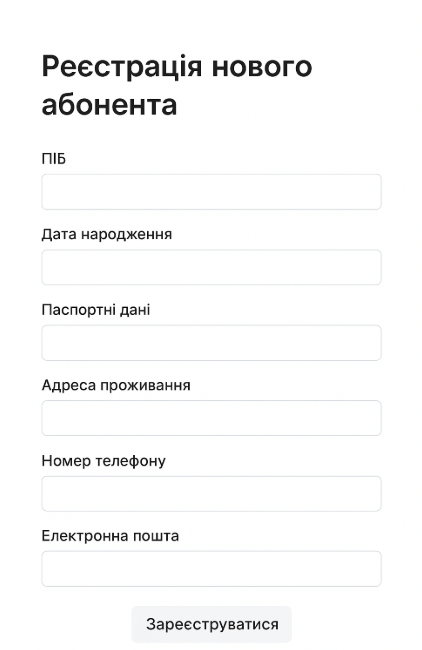 Реєстрація нового
абонента
ПІБ
Дата народження
Паспортні дані
Адреса проживання
Номер телефону
Електронна пошта
Зареєструватися